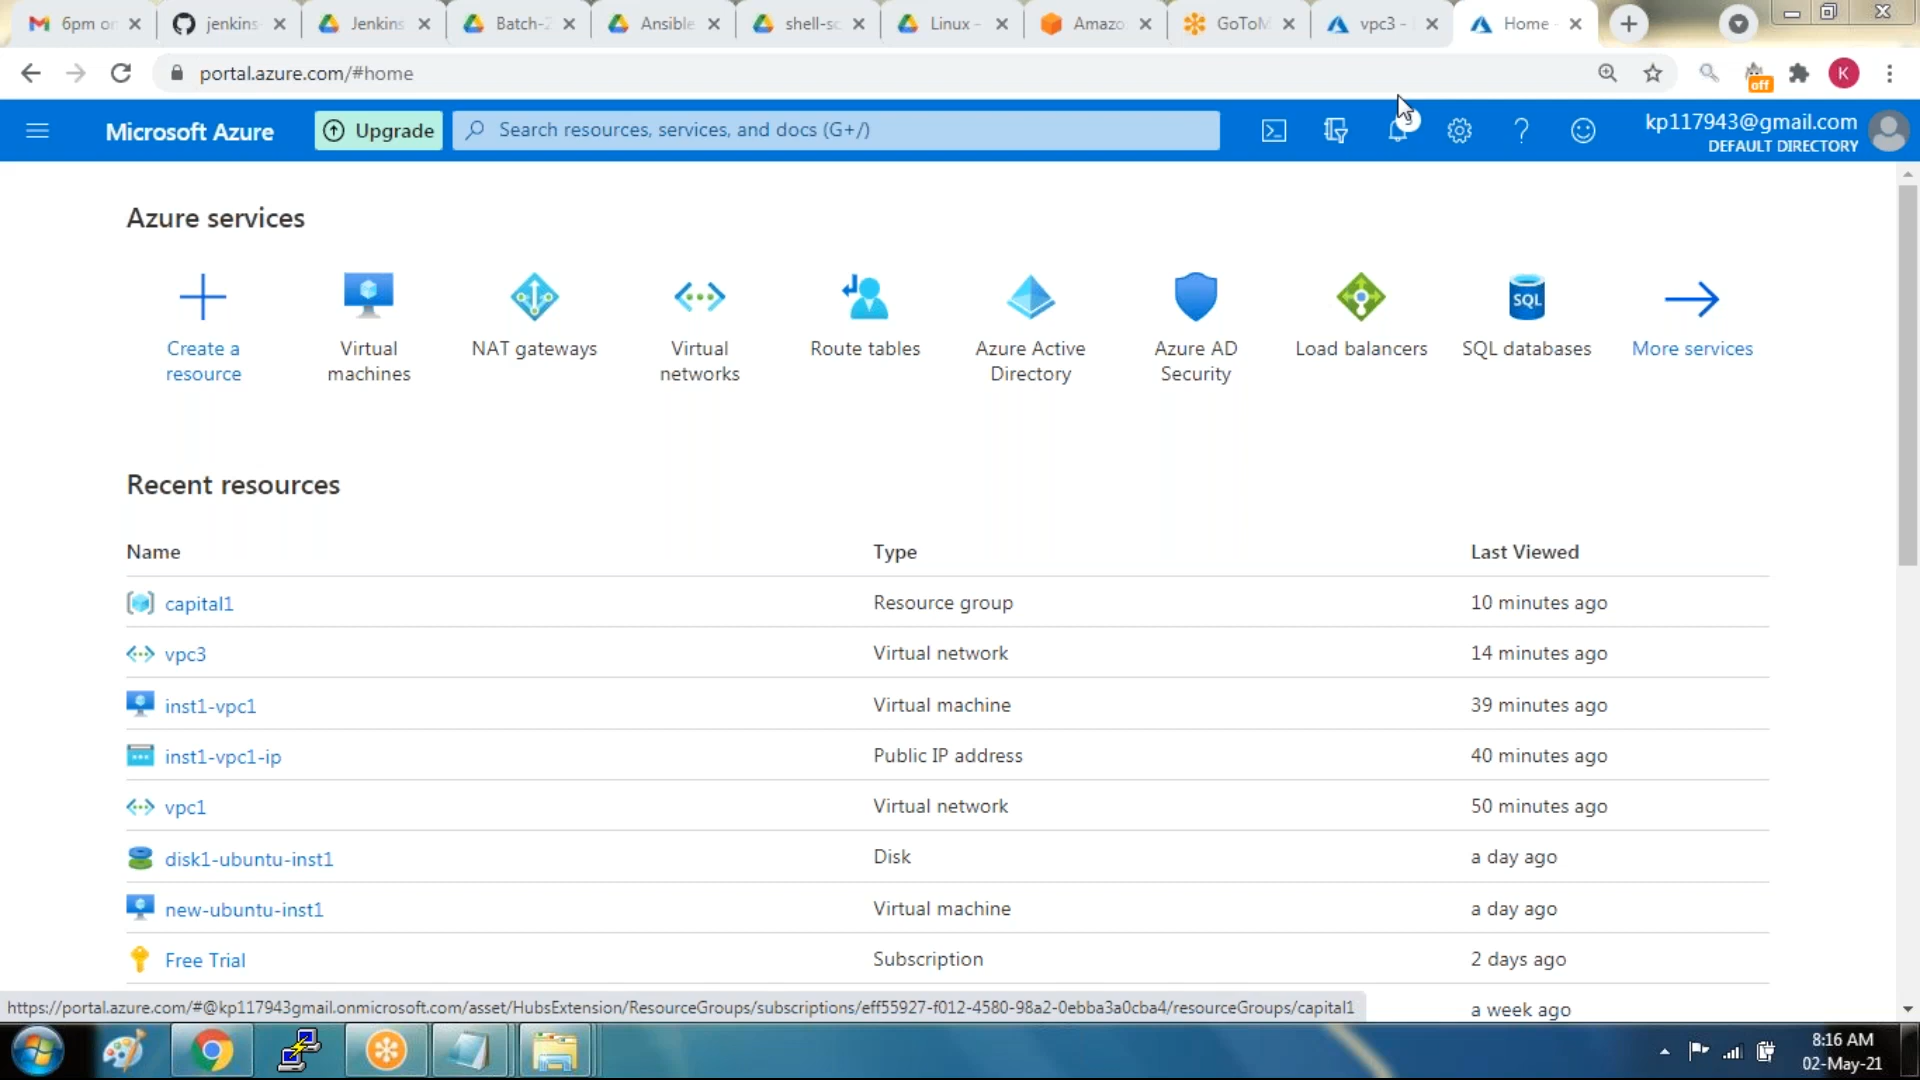 6pm on
jenkins-
Jenkins
Batch-2
Ansible
shell-sc
Linux -
Amazo
GoToM
vpc3 -
Home -
portal.azure.com/#home
off
K
Microsoft Azure
Upgrade
Search resources, services, and docs (G+/)
kp117943@gmail.com
DEFAULT DIRECTORY
Azure services
Create a
resource
Virtual
machines
NAT gateways
Virtual
networks
Route tables
Azure Active
Directory
Azure AD
Security
Load balancers
SQL
SQL databases
More services
Recent resources
Name Type Last Viewed
capital1 Resource group 10 minutes ago
vpc3 Virtual network 14 minutes ago
inst1-vpc1 Virtual machine 39 minutes ago
inst1-vpc1-ip Public IP address 40 minutes ago
vpc1 Virtual network 50 minutes ago
disk1-ubuntu-inst1 Disk a day ago
new-ubuntu-inst1 Virtual machine a day ago
Free Trial Subscription 2 days ago
a week ago
https://portal.azure.com/#@kp117943gmail.onmicrosoft.com/asset/HubsExtension/ResourceGroups/subscriptions/eff55927-f012-4580-98a2-0ebba3a0cba4/resourceGroups/capital1
8:16 AM
02-May-21